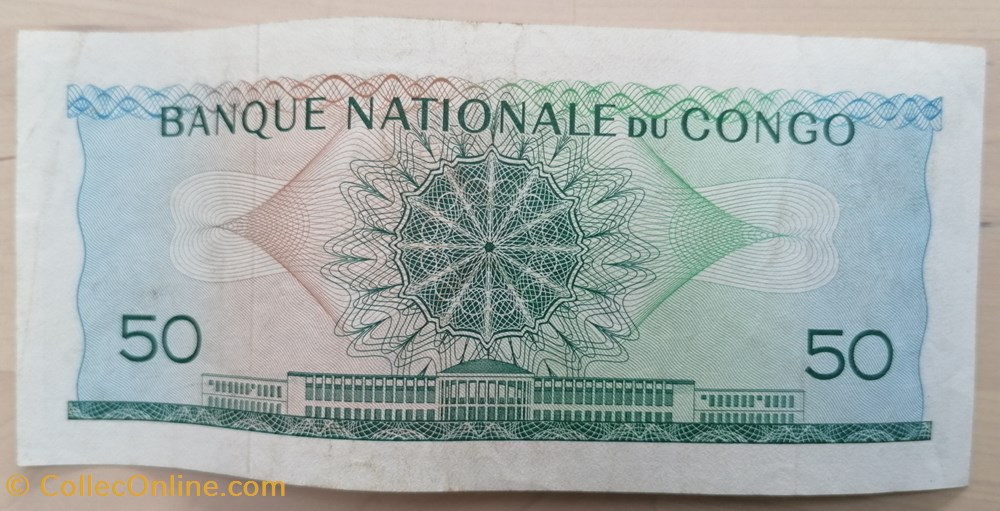 BANQUE NATIONALE DU CONGO
50 50
© CollecOnline.com